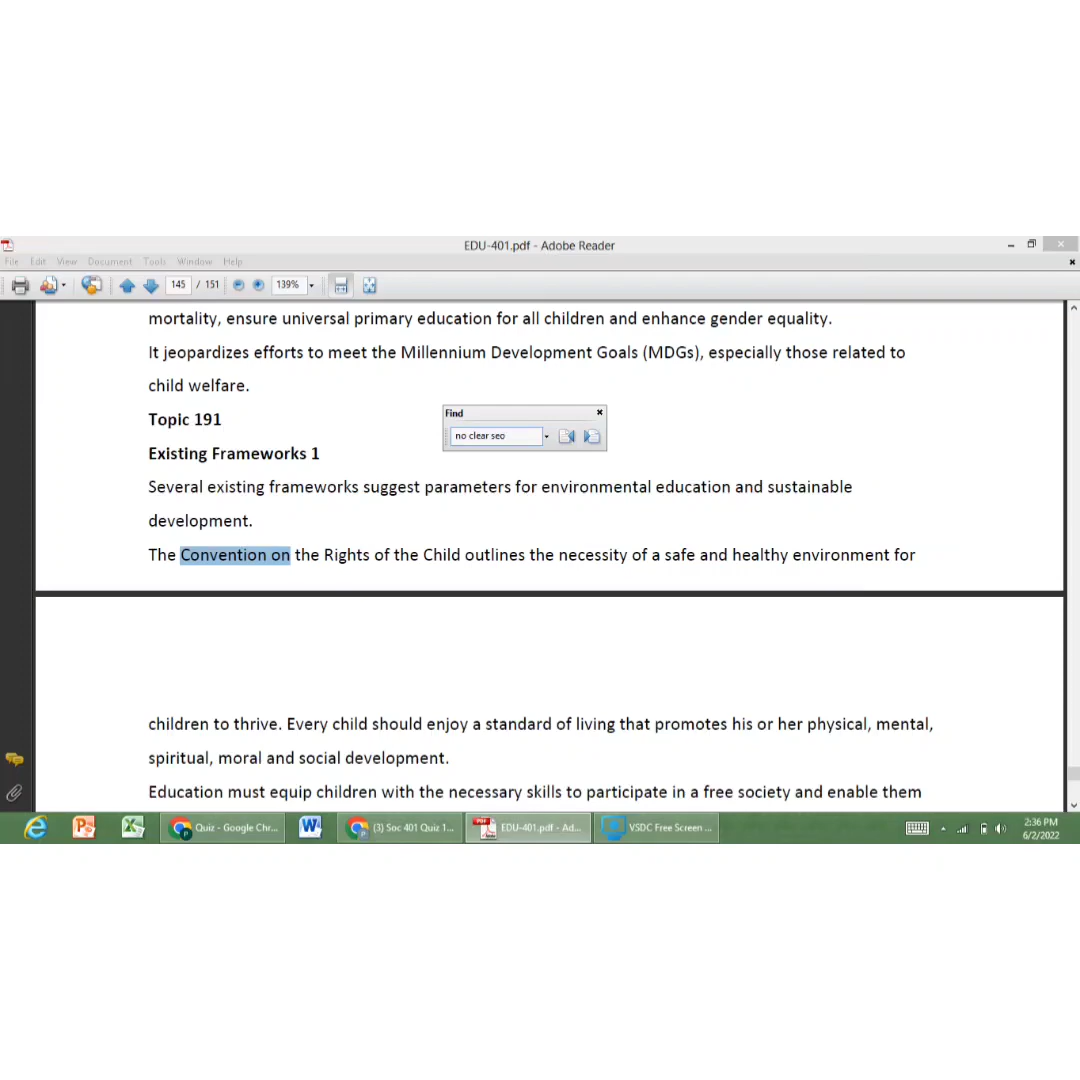 EDU-401.pdf - Adobe Reader
File Edit View Document Tools Window Help
145 / 151 139%
mortality, ensure universal primary education for all children and enhance gender equality.
It jeopardizes efforts to meet the Millennium Development Goals (MDGs), especially those related to
child welfare.
Topic 191
Find
no clear seo
Existing Frameworks 1
Several existing frameworks suggest parameters for environmental education and sustainable
development.
The Convention on the Rights of the Child outlines the necessity of a safe and healthy environment for
children to thrive. Every child should enjoy a standard of living that promotes his or her physical, mental,
spiritual, moral and social development.
Education must equip children with the necessary skills to participate in a free society and enable them
Quiz - Google Chr... (3) Soc 401 Quiz 1... EDU-401.pdf - Ad... VSDC Free Screen ... 2:36 PM
6/2/2022